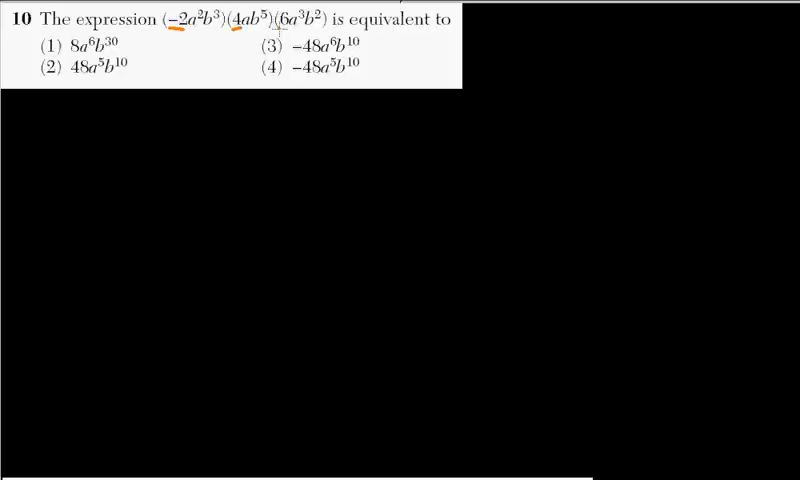 10 The expression (−2a²b³)(4ab⁵)(6a³b²) is equivalent to
(1) 8a⁶b³⁰ (3) −48a⁶b¹⁰
(2) 48a⁵b¹⁰ (4) −48a⁵b¹⁰